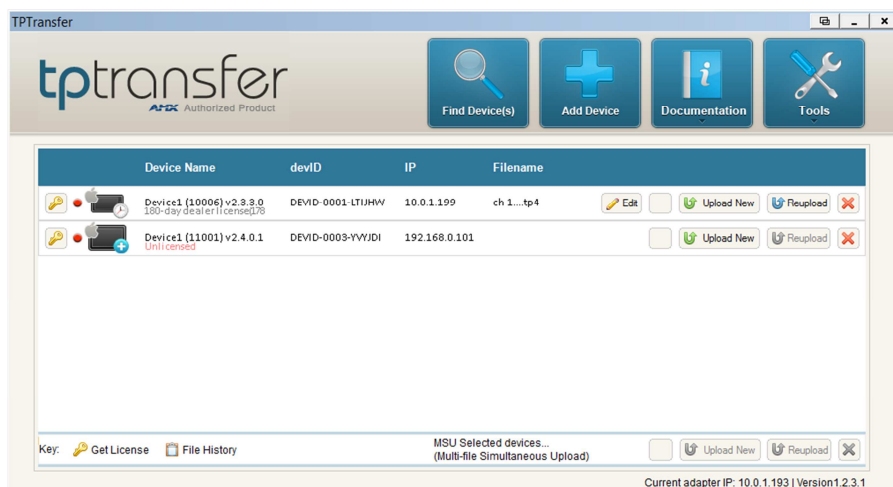 TPTransfer
tptransfer
AMX Authorized Product
Find Device(s)
Add Device
Documentation
Tools
Device Name devID IP Filename
Device1 (10006) v2.3.3.0 DEVID-0001-LTIJHW 10.0.1.199 ch 1....tp4 Edit Upload New Reupload
180-day dealer license(178
Device1 (11001) v2.4.0.1 DEVID-0003-YVYJDI 192.168.0.101 Upload New Reupload
Unlicensed
Key: Get License File History
MSU Selected devices...
(Multi-file Simultaneous Upload)
Upload New Reupload
Current adapter IP: 10.0.1.193 | Version1.2.3.1